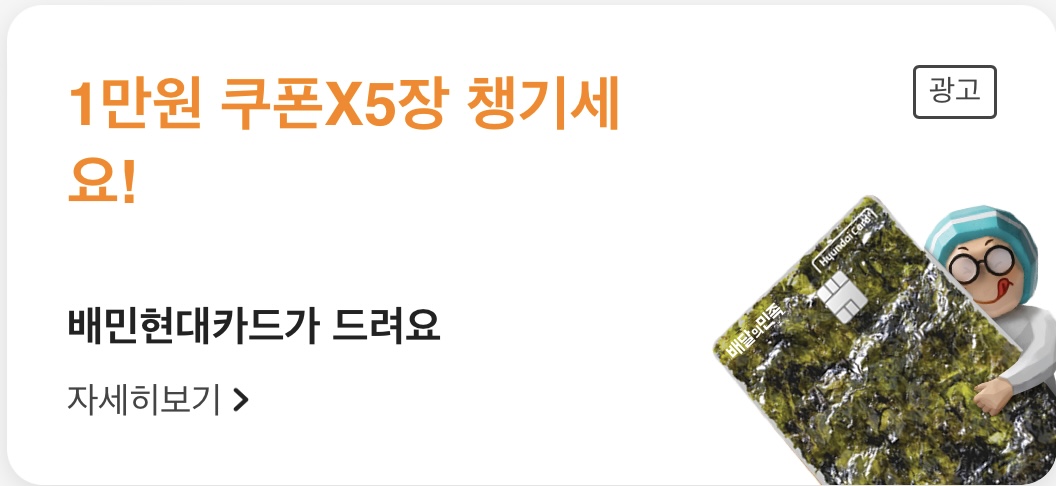 1만원 쿠폰X5장 챙기세
요!
광고
배민현대카드가 드려요
자세히보기
Hyundai Card
배달의민족